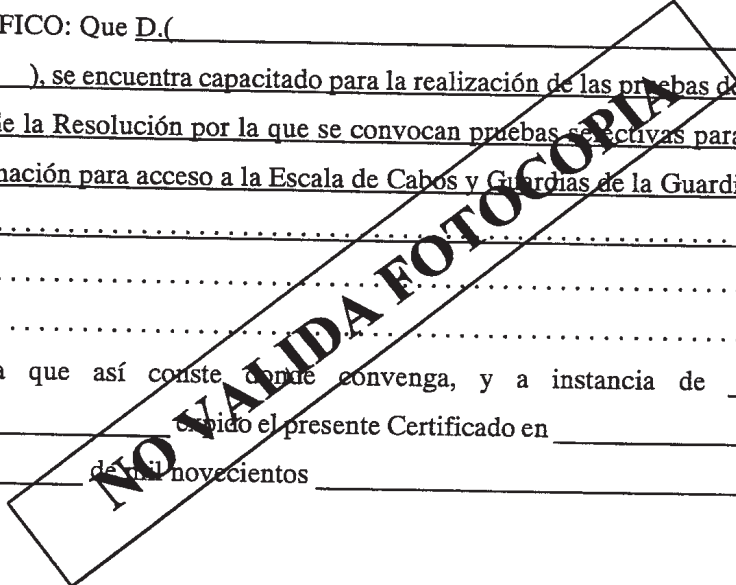 FICO: Que D.(
), se encuentra capacitado para la realización de las pruebas de
e la Resolución por la que se convocan pruebas selectivas para
nación para acceso a la Escala de Cabos y Guardias de la Guardi
a que así conste donde convenga, y a instancia de
expido el presente Certificado en
de mil novecientos
NO VALIDA FOTOCOPIA